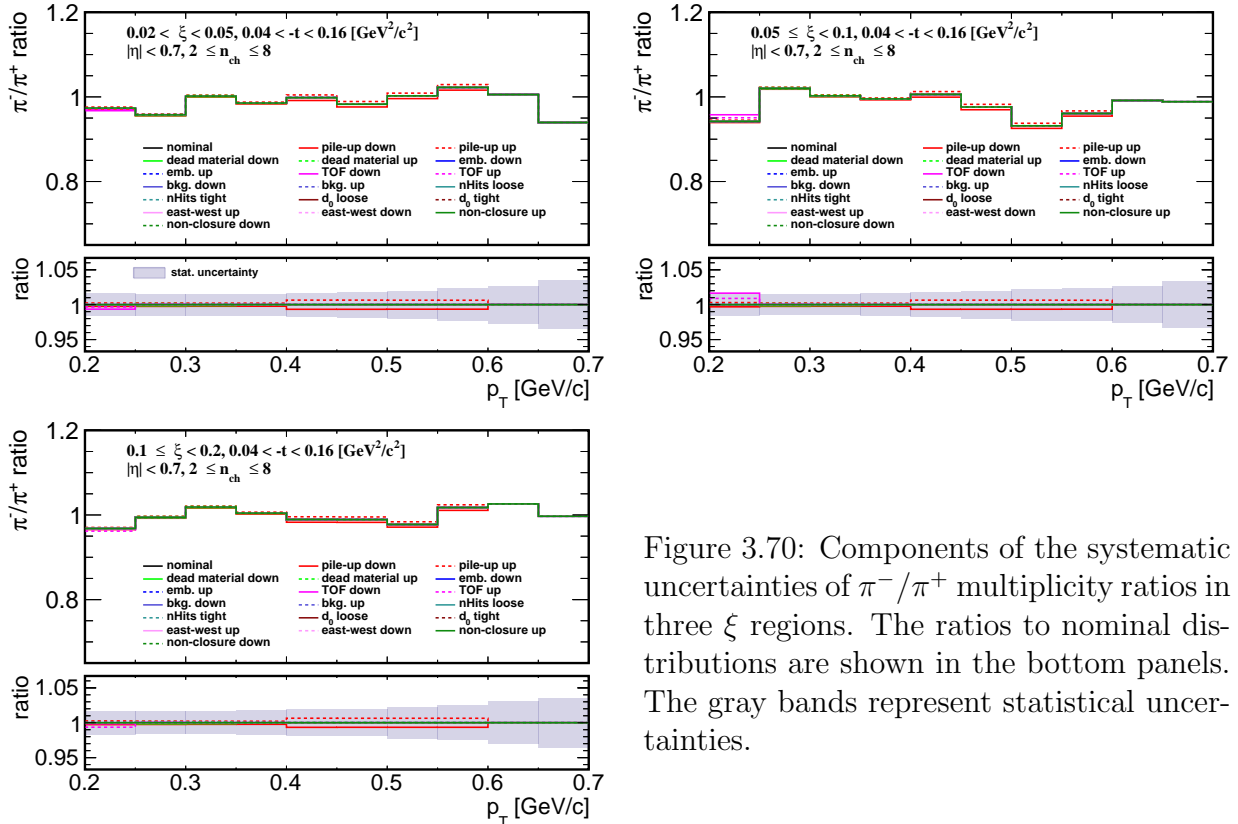 π⁻/π⁺ ratio
1.2
1
0.8
0.02 < ξ < 0.05, 0.04 < -t < 0.16 [GeV²/c²]
|η| < 0.7, 2 ≤ n_ch ≤ 8
nominal
pile-up down
pile-up up
dead material down
dead material up
emb. down
emb. up
TOF down
TOF up
bkg. down
bkg. up
nHits loose
nHits tight
d₀ loose
d₀ tight
east-west up
east-west down
non-closure up
non-closure down
ratio
1.05
1
0.95
stat. uncertainty
0.2 0.3 0.4 0.5 0.6 0.7
p_T [GeV/c]
π⁻/π⁺ ratio
1.2
1
0.8
0.05 ≤ ξ < 0.1, 0.04 < -t < 0.16 [GeV²/c²]
|η| < 0.7, 2 ≤ n_ch ≤ 8
nominal
pile-up down
pile-up up
dead material down
dead material up
emb. down
emb. up
TOF down
TOF up
bkg. down
bkg. up
nHits loose
nHits tight
d₀ loose
d₀ tight
east-west up
east-west down
non-closure up
non-closure down
ratio
1.05
1
0.95
0.2 0.3 0.4 0.5 0.6 0.7
p_T [GeV/c]
π⁻/π⁺ ratio
1.2
1
0.8
0.1 ≤ ξ < 0.2, 0.04 < -t < 0.16 [GeV²/c²]
|η| < 0.7, 2 ≤ n_ch ≤ 8
nominal
pile-up down
pile-up up
dead material down
dead material up
emb. down
emb. up
TOF down
TOF up
bkg. down
bkg. up
nHits loose
nHits tight
d₀ loose
d₀ tight
east-west up
east-west down
non-closure up
non-closure down
ratio
1.05
1
0.95
0.2 0.3 0.4 0.5 0.6 0.7
p_T [GeV/c]
Figure 3.70: Components of the systematic
uncertainties of π⁻/π⁺ multiplicity ratios in
three ξ regions. The ratios to nominal dis-
tributions are shown in the bottom panels.
The gray bands represent statistical uncer-
tainties.